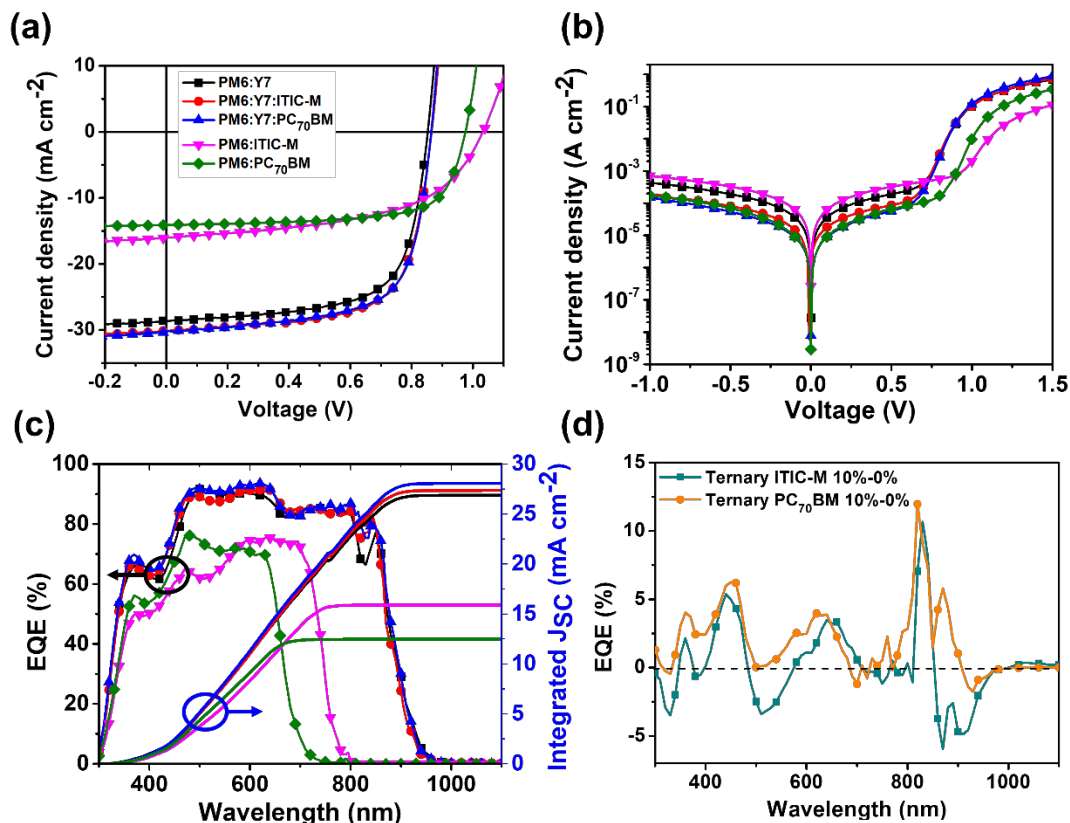 (a)
Current density (mA cm⁻²)
10
0
-10
-20
-30
PM6:Y7
PM6:Y7:ITIC-M
PM6:Y7:PC₇₀BM
PM6:ITIC-M
PM6:PC₇₀BM
-0.2 0.0 0.2 0.4 0.6 0.8 1.0
Voltage (V)
(b)
Current density (A cm⁻²)
10⁻¹
10⁻³
10⁻⁵
10⁻⁷
10⁻⁹
-1.0 -0.5 0.0 0.5 1.0 1.5
Voltage (V)
(c)
EQE (%)
100
80
60
40
20
0
30
25
20
15
10
5
0
Integrated JSC (mA cm⁻²)
400 600 800 1000
Wavelength (nm)
(d)
EQE (%)
15
10
5
0
-5
Ternary ITIC-M 10%-0%
Ternary PC₇₀BM 10%-0%
400 600 800 1000
Wavelength (nm)